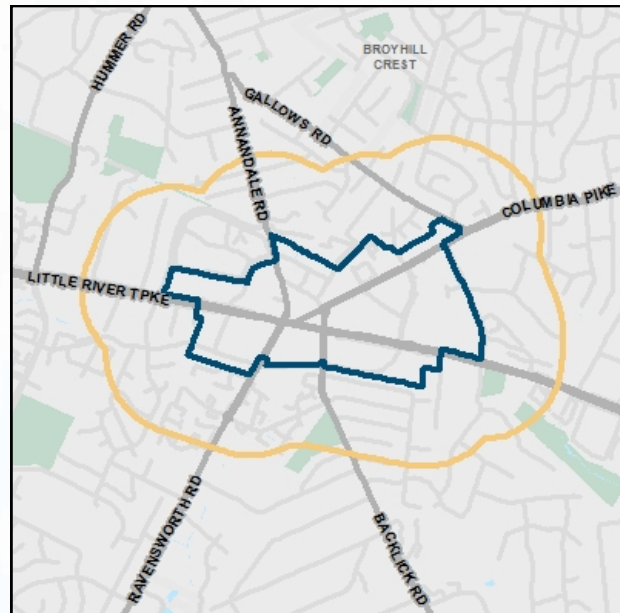 HUMMER RD
BROYHILL
CREST
GALLOWS RD
ANNANDALE RD
COLUMBIA PIKE
LITTLE RIVER TPKE
RAVENSWORTH RD
BACKLICK RD